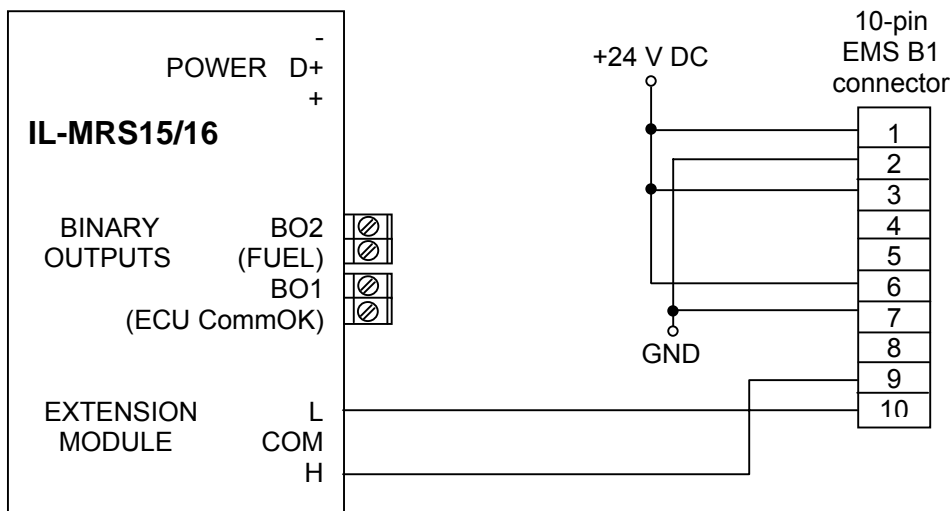 -
POWER D+
+
IL-MRS15/16
BINARY BO2
OUTPUTS (FUEL)
BO1
(ECU CommOK)
EXTENSION L
MODULE COM
H
+24 V DC
GND
10-pin
EMS B1
connector
1
2
3
4
5
6
7
8
9
10